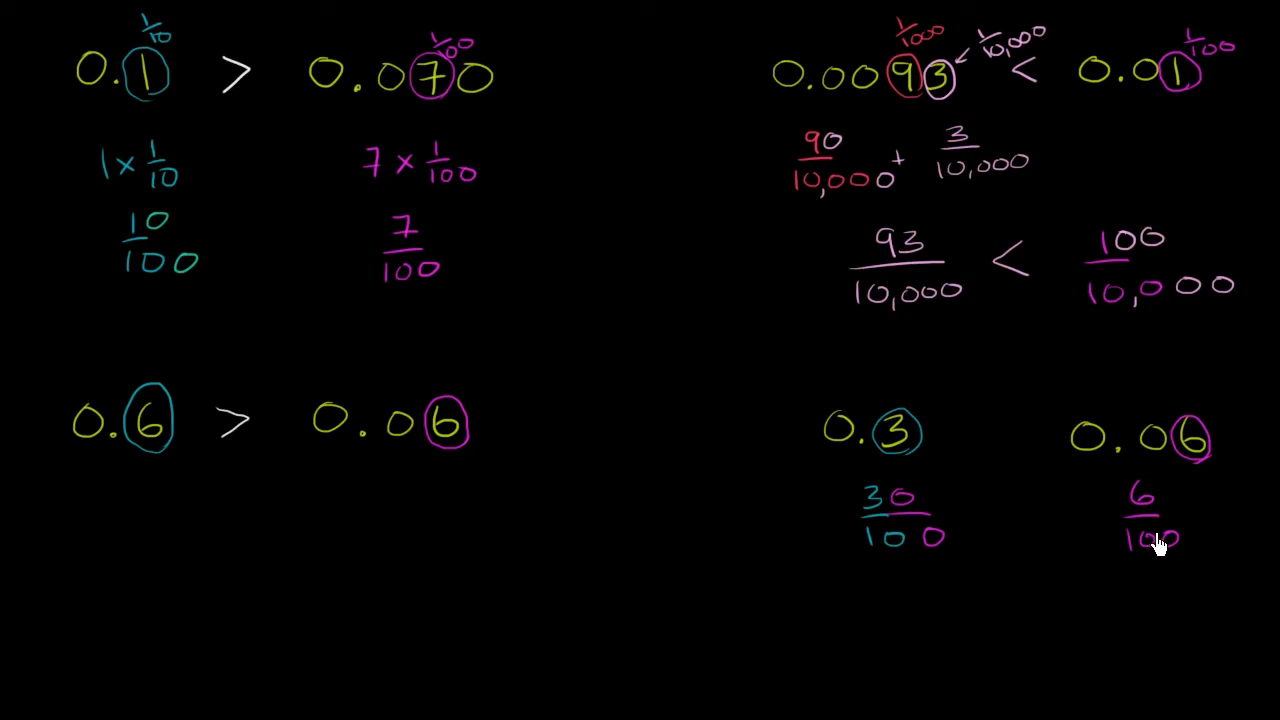 1/10 1/100
0.1 > 0.070
1 × 1/10 7 × 1/100
10/100 7/100
1/1000 1/10,000 1/100
0.0093 < 0.01
90/10,000 + 3/10,000
93/10,000 < 100/10,000
0.6 > 0.06
0.3 0.06
30/100 6/100